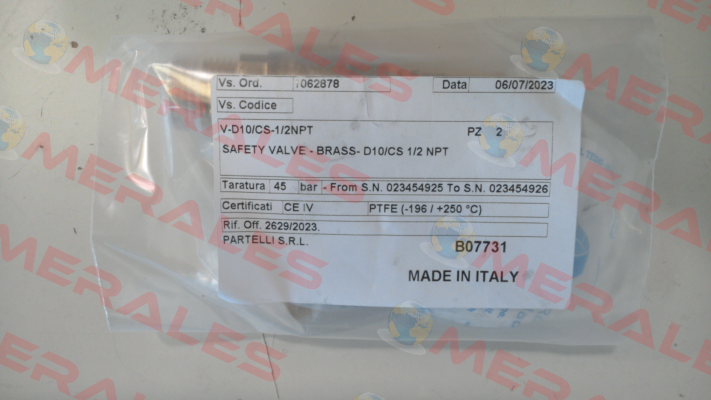 Vs. Ord. 7062878 Data 06/07/2023
Vs. Codice
V-D10/CS-1/2NPT PZ 2
SAFETY VALVE - BRASS- D10/CS 1/2 NPT
Taratura 45 bar - From S.N. 023454925 To S.N. 023454926
Certificati CE IV PTFE (-196 / +250 °C)
Rif. Off. 2629/2023.
PARTELLI S.R.L. B07731
MADE IN ITALY
MERALES
MERALES
MERALES
MERALES
MERALES